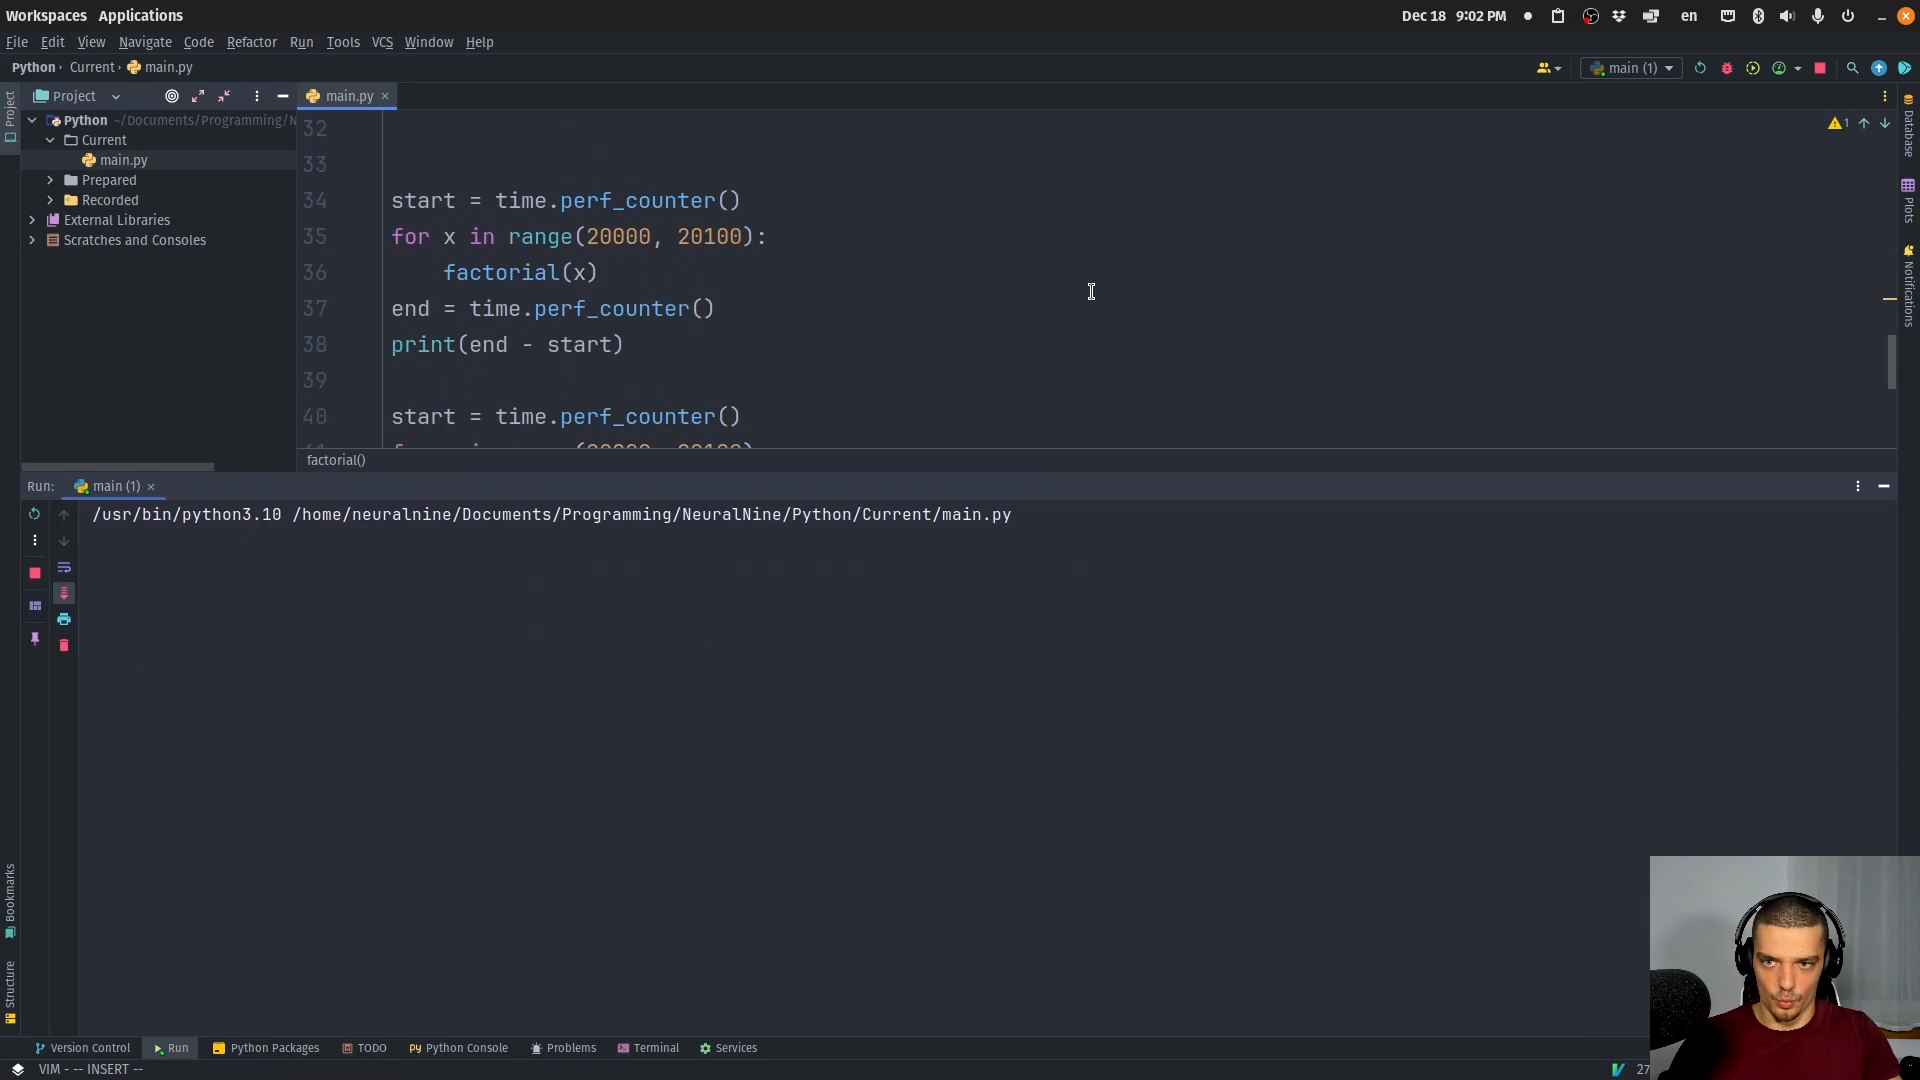 Workspaces Applications
Dec 18 9:02 PM
en
File Edit View Navigate Code Refactor Run Tools VCS Window Help
Python › Current › main.py
main (1)
Project
Project
main.py
Python ~/Documents/Programming/N
Current
main.py
Prepared
Recorded
External Libraries
Scratches and Consoles
1
32
33
34 start = time.perf_counter()
35 for x in range(20000, 20100):
36 factorial(x)
37 end = time.perf_counter()
38 print(end - start)
39
40 start = time.perf_counter()
factorial()
Database
Plots
Notifications
Run: main (1)
/usr/bin/python3.10 /home/neuralnine/Documents/Programming/NeuralNine/Python/Current/main.py
Bookmarks
Structure
Version Control Run Python Packages TODO Python Console Problems Terminal Services
VIM - -- INSERT --
27